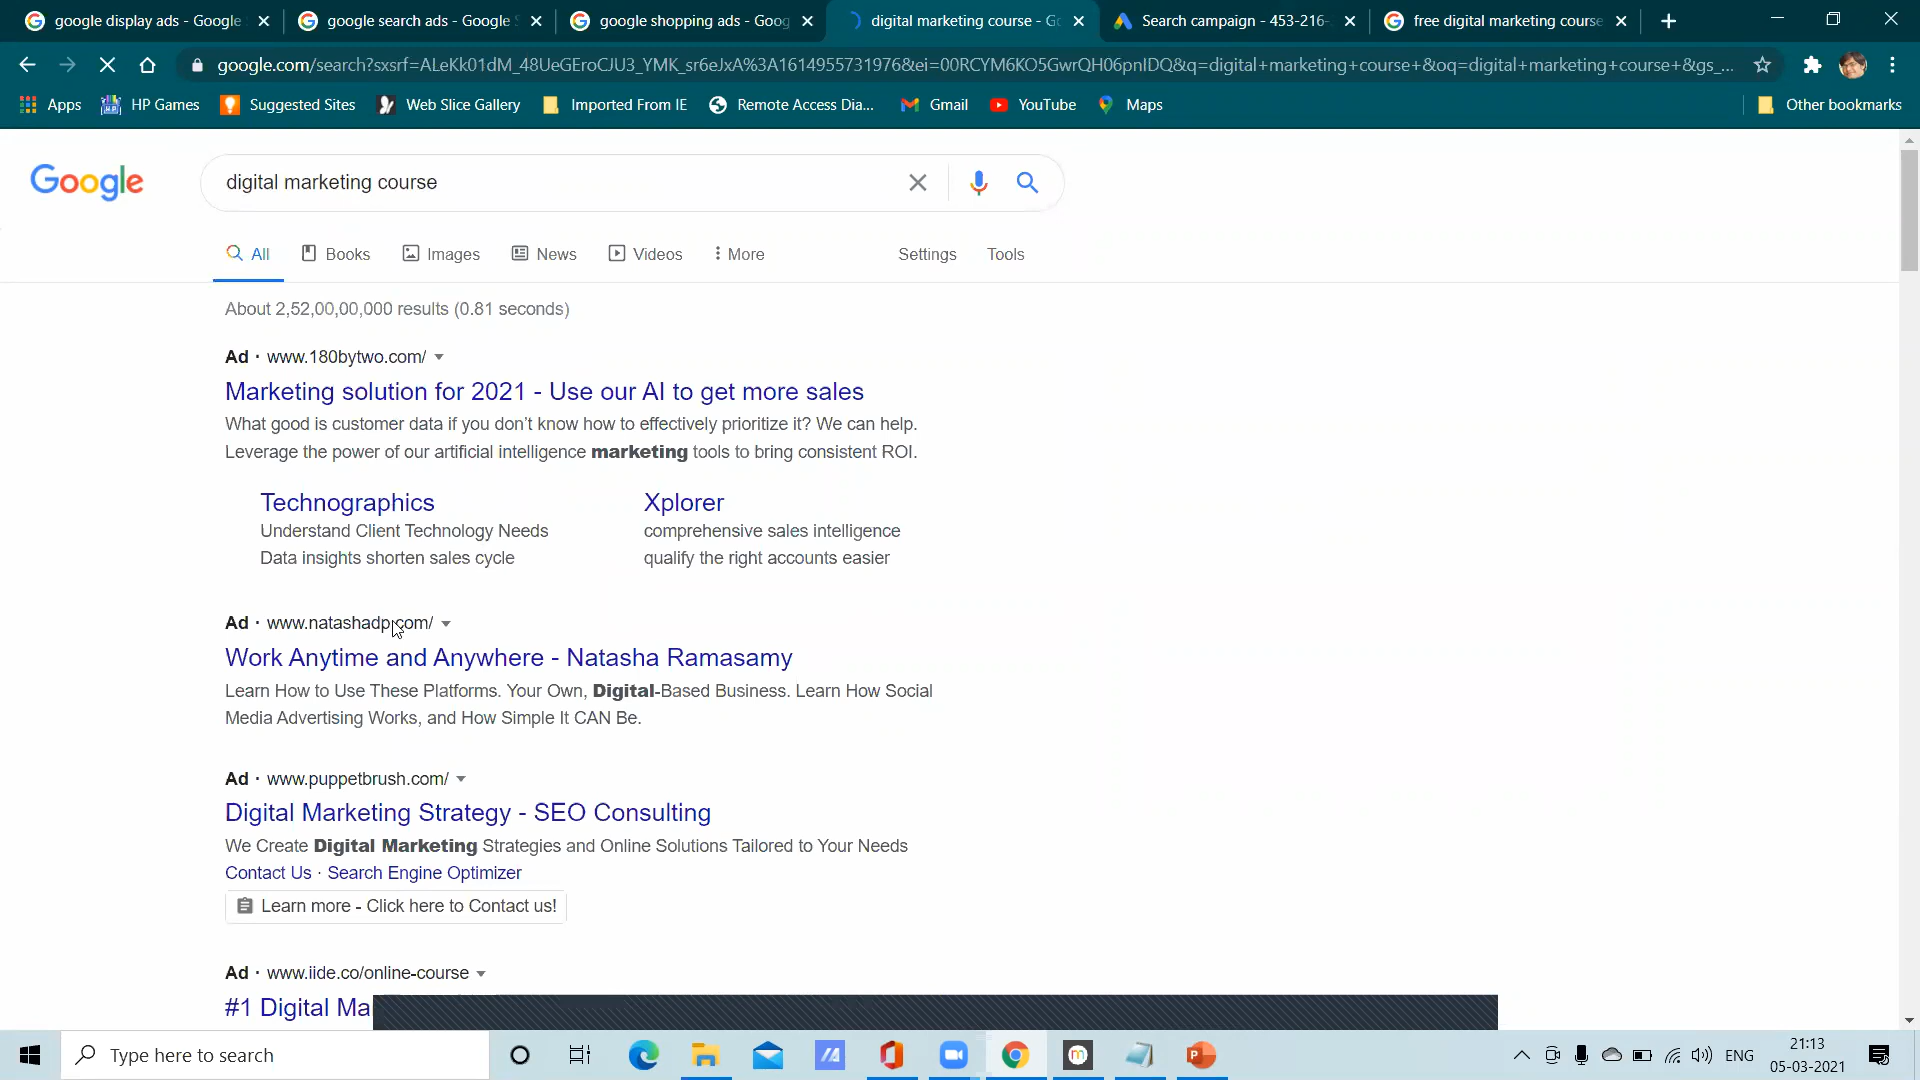 google display ads - Google
google search ads - Google S
google shopping ads - Goog
digital marketing course - Go
Search campaign - 453-216-
free digital marketing course
google.com/search?sxsrf=ALeKk01dM_48UeGEroCJU3_YMK_sr6eJxA%3A1614955731976&ei=00RCYM6KO5GwrQH06pnIDQ&q=digital+marketing+course+&oq=digital+marketing+course+&gs_...
Apps
HP Games
Suggested Sites
Web Slice Gallery
Imported From IE
Remote Access Dia...
Gmail
YouTube
Maps
Other bookmarks
Google
digital marketing course
All
Books
Images
News
Videos
More
Settings
Tools
About 2,52,00,00,000 results (0.81 seconds)
Ad · www.180bytwo.com/
Marketing solution for 2021 - Use our AI to get more sales
What good is customer data if you don't know how to effectively prioritize it? We can help.
Leverage the power of our artificial intelligence marketing tools to bring consistent ROI.
Technographics
Understand Client Technology Needs
Data insights shorten sales cycle
Xplorer
comprehensive sales intelligence
qualify the right accounts easier
Ad · www.natashadp.com/
Work Anytime and Anywhere - Natasha Ramasamy
Learn How to Use These Platforms. Your Own, Digital-Based Business. Learn How Social
Media Advertising Works, and How Simple It CAN Be.
Ad · www.puppetbrush.com/
Digital Marketing Strategy - SEO Consulting
We Create Digital Marketing Strategies and Online Solutions Tailored to Your Needs
Contact Us · Search Engine Optimizer
Learn more - Click here to Contact us!
Ad · www.iide.co/online-course
#1 Digital Ma
Type here to search
ENG
21:13
05-03-2021